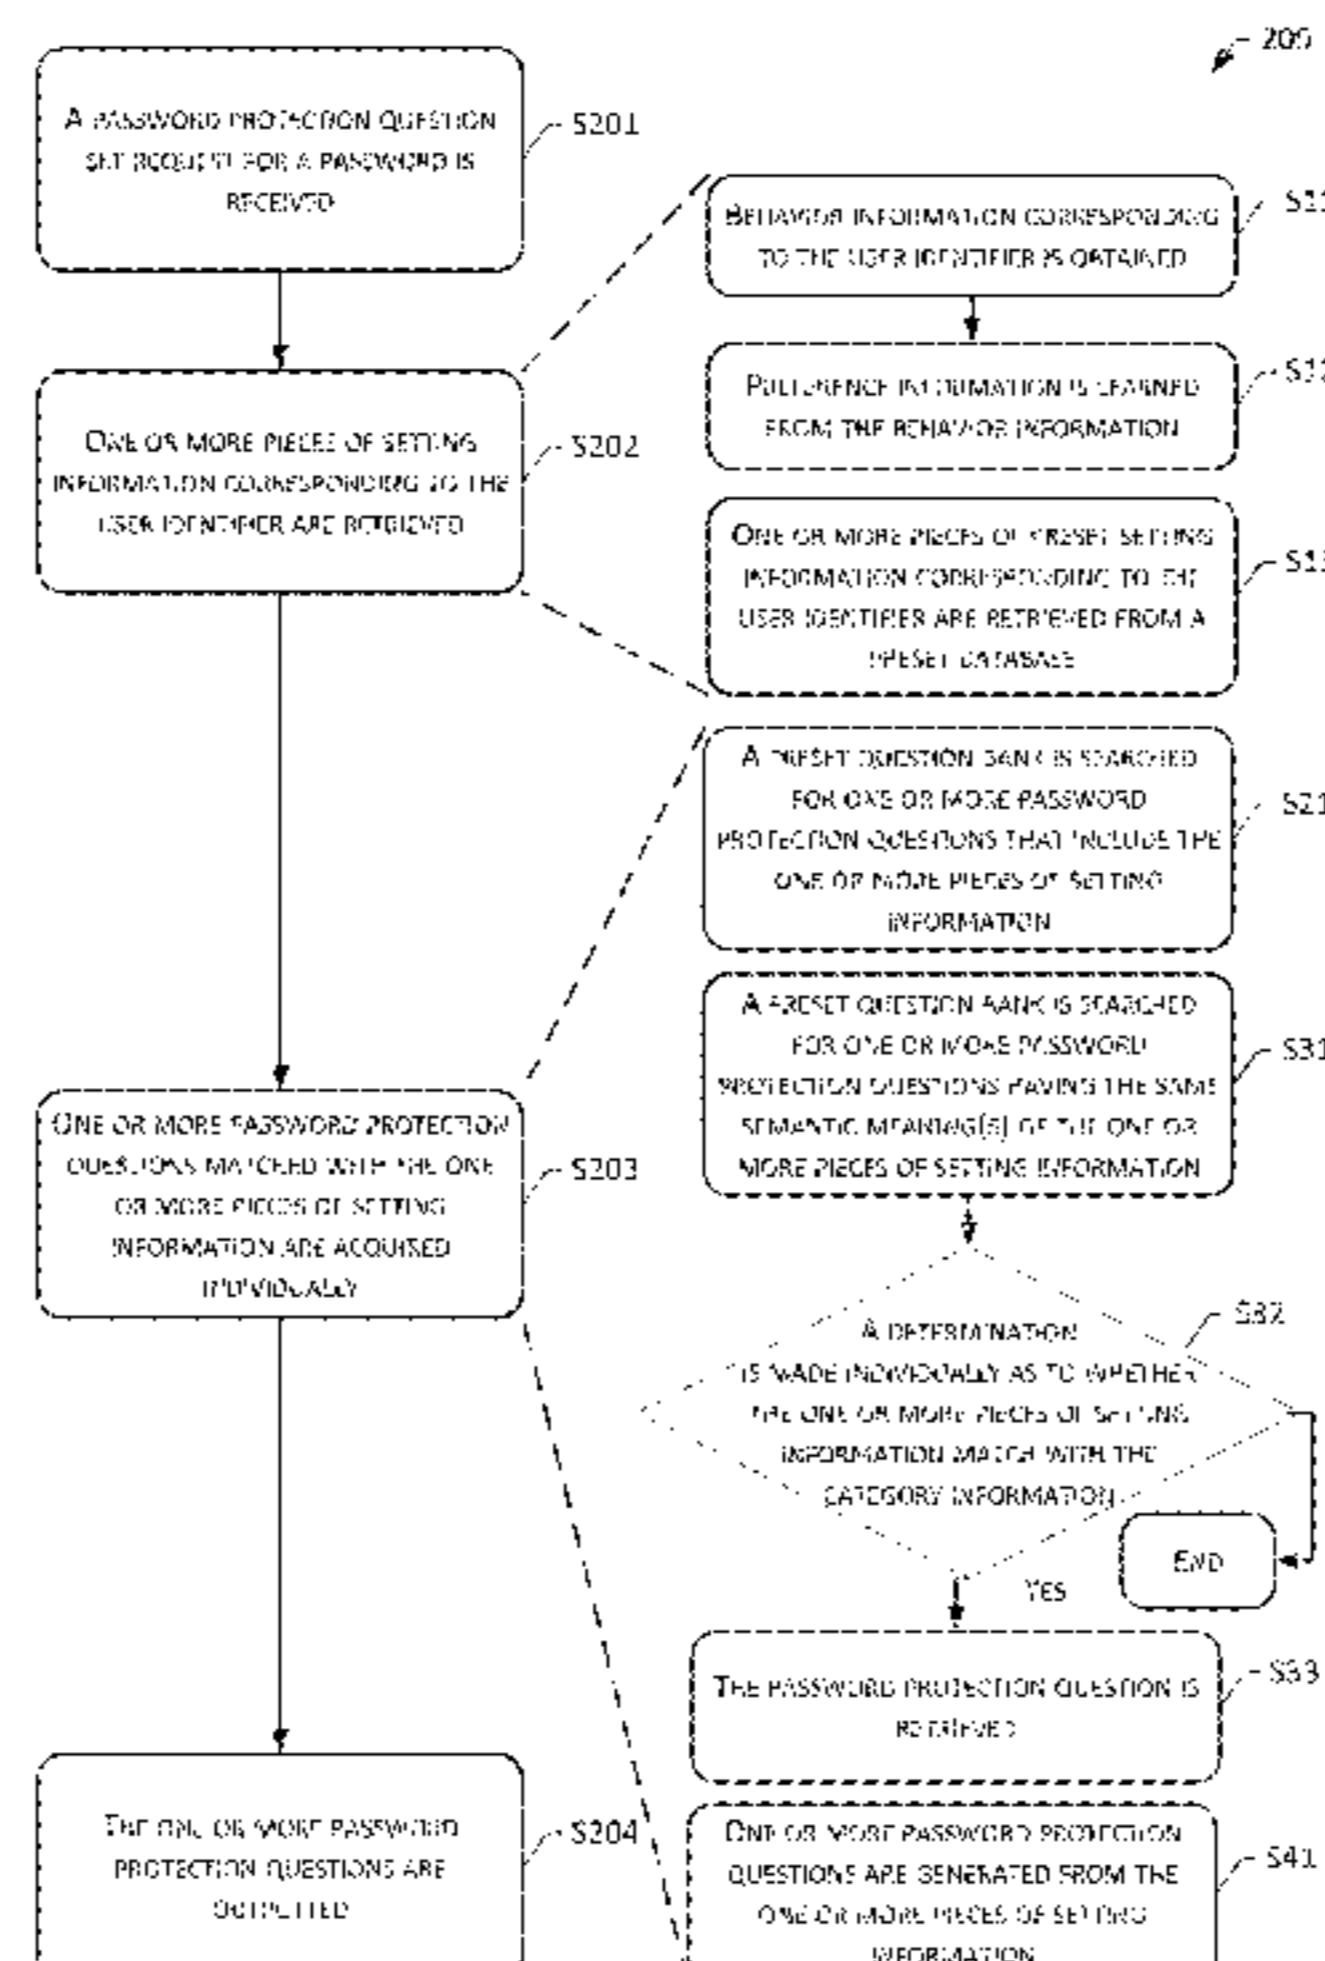 200
A PASSWORD PROTECTION QUESTION
SET REQUEST FOR A PASSWORD IS
RECEIVED
S201
ONE OR MORE PIECES OF SETTING
INFORMATION CORRESPONDING TO THE
USER IDENTIFIER ARE RETRIEVED
S202
BEHAVIOR INFORMATION CORRESPONDING
TO THE USER IDENTIFIER IS OBTAINED
S11
PREFERENCE INFORMATION IS LEARNED
FROM THE BEHAVIOR INFORMATION
S12
ONE OR MORE PIECES OF PRESET SETTING
INFORMATION CORRESPONDING TO THE
USER IDENTIFIER ARE RETRIEVED FROM A
PRESET DATABASE
S13
ONE OR MORE PASSWORD PROTECTION
QUESTIONS MATCHED WITH THE ONE
OR MORE PIECES OF SETTING
INFORMATION ARE ACQUIRED
INDIVIDUALLY
S203
A PRESET QUESTION BANK IS SEARCHED
FOR ONE OR MORE PASSWORD
PROTECTION QUESTIONS THAT INCLUDE THE
ONE OR MORE PIECES OF SETTING
INFORMATION
S21
A PRESET QUESTION BANK IS SEARCHED
FOR ONE OR MORE PASSWORD
PROTECTION QUESTIONS HAVING THE SAME
SEMANTIC MEANING(S) OF THE ONE OR
MORE PIECES OF SETTING INFORMATION
S31
A DETERMINATION
IS MADE INDIVIDUALLY AS TO WHETHER
THE ONE OR MORE PIECES OF SETTING
INFORMATION MATCH WITH THE
CATEGORY INFORMATION
S32
END
YES
THE PASSWORD PROTECTION QUESTION IS
RETRIEVED
S33
THE ONE OR MORE PASSWORD
PROTECTION QUESTIONS ARE
OUTPUTTED
S204
ONE OR MORE PASSWORD PROTECTION
QUESTIONS ARE GENERATED FROM THE
ONE OR MORE PIECES OF SETTING
INFORMATION
S41